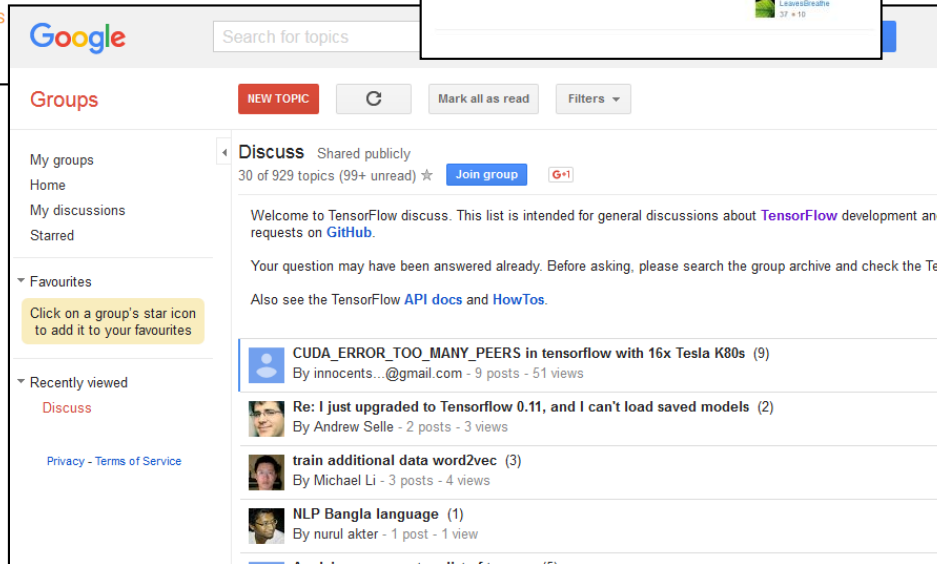 s
LeavesBreathe
37 ● 10
Google
Search for topics
Groups
NEW TOPIC
Mark all as read
Filters
My groups
Home
My discussions
Starred
Favourites
Click on a group's star icon
to add it to your favourites
Recently viewed
Discuss
Privacy - Terms of Service
Discuss Shared publicly
30 of 929 topics (99+ unread)
Join group
G+1
Welcome to TensorFlow discuss. This list is intended for general discussions about TensorFlow development an
requests on GitHub.
Your question may have been answered already. Before asking, please search the group archive and check the Te
Also see the TensorFlow API docs and HowTos.
CUDA_ERROR_TOO_MANY_PEERS in tensorflow with 16x Tesla K80s (9)
By innocents...@gmail.com - 9 posts - 51 views
Re: I just upgraded to Tensorflow 0.11, and I can't load saved models (2)
By Andrew Selle - 2 posts - 3 views
train additional data word2vec (3)
By Michael Li - 3 posts - 4 views
NLP Bangla language (1)
By nurul akter - 1 post - 1 view